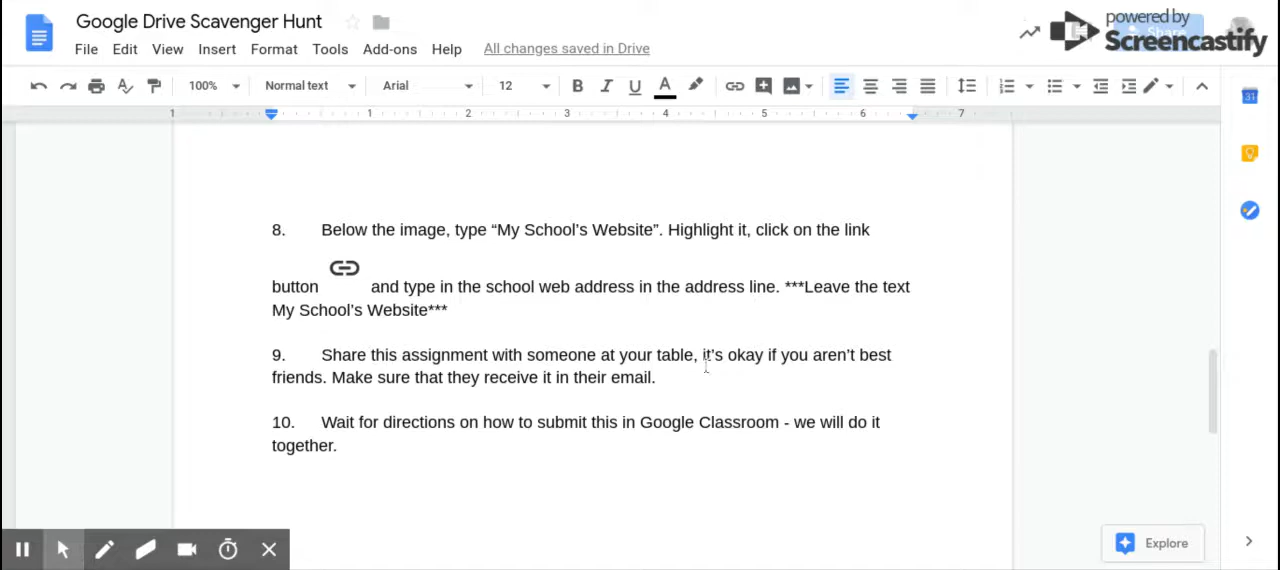 Google Drive Scavenger Hunt
powered by
Screencastify
File Edit View Insert Format Tools Add-ons Help All changes saved in Drive
Share
100% Normal text Arial 12 B I U A
31
1 1 2 3 4 5 6 7
8. Below the image, type “My School’s Website”. Highlight it, click on the link
button and type in the school web address in the address line. ***Leave the text
My School’s Website***
9. Share this assignment with someone at your table, it’s okay if you aren’t best
friends. Make sure that they receive it in their email.
10. Wait for directions on how to submit this in Google Classroom - we will do it
together.
Explore